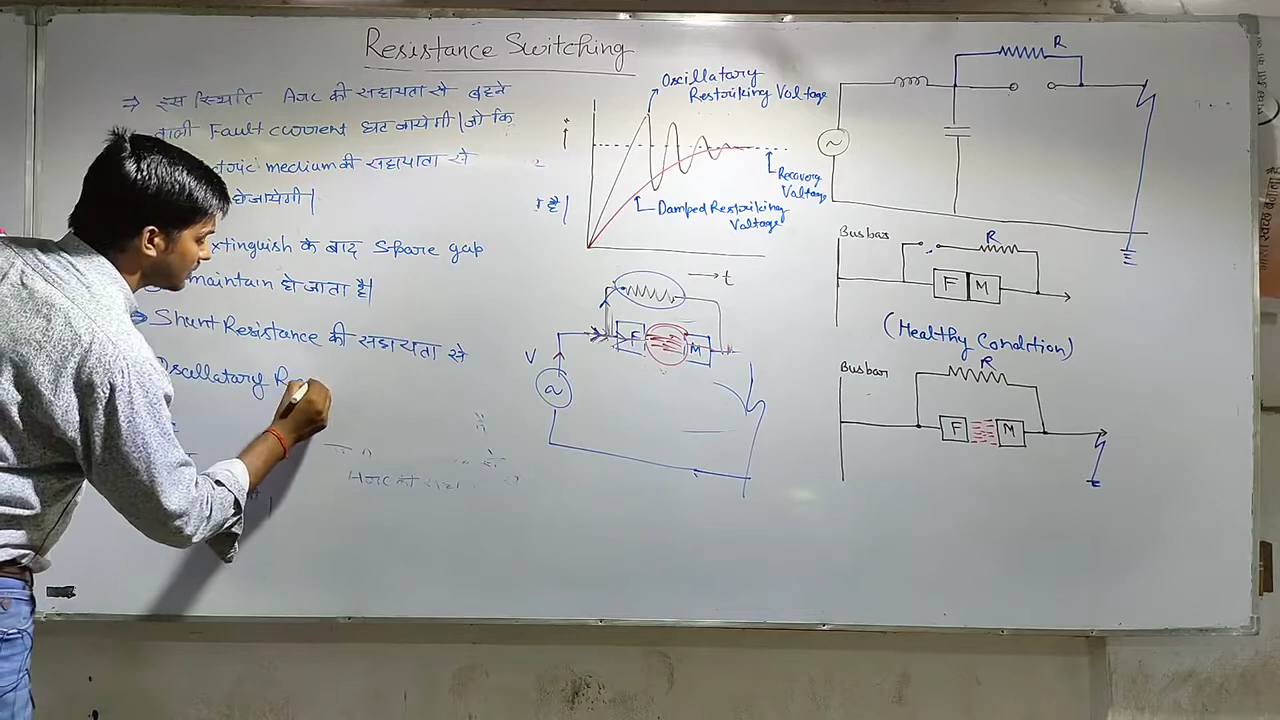 Resistance Switching
⇒ इस स्थिति Arc की सहायता से बहने
वाली Fault current घट जायेगी| जो कि
medium की सहायता से
हो जायेगी|
extinguish के बाद Spare gap
maintain हो जाता है|
Shunt Resistance की सहायता से
Oscillatory R
है|
Oscillatory
Restriking Voltage
Recovery
Voltage
Damped Restriking
Voltage
→ t
V
~
F
M
R
~
Busbar
R
F
M
(Healthy Condition)
Busbar
R
F
M